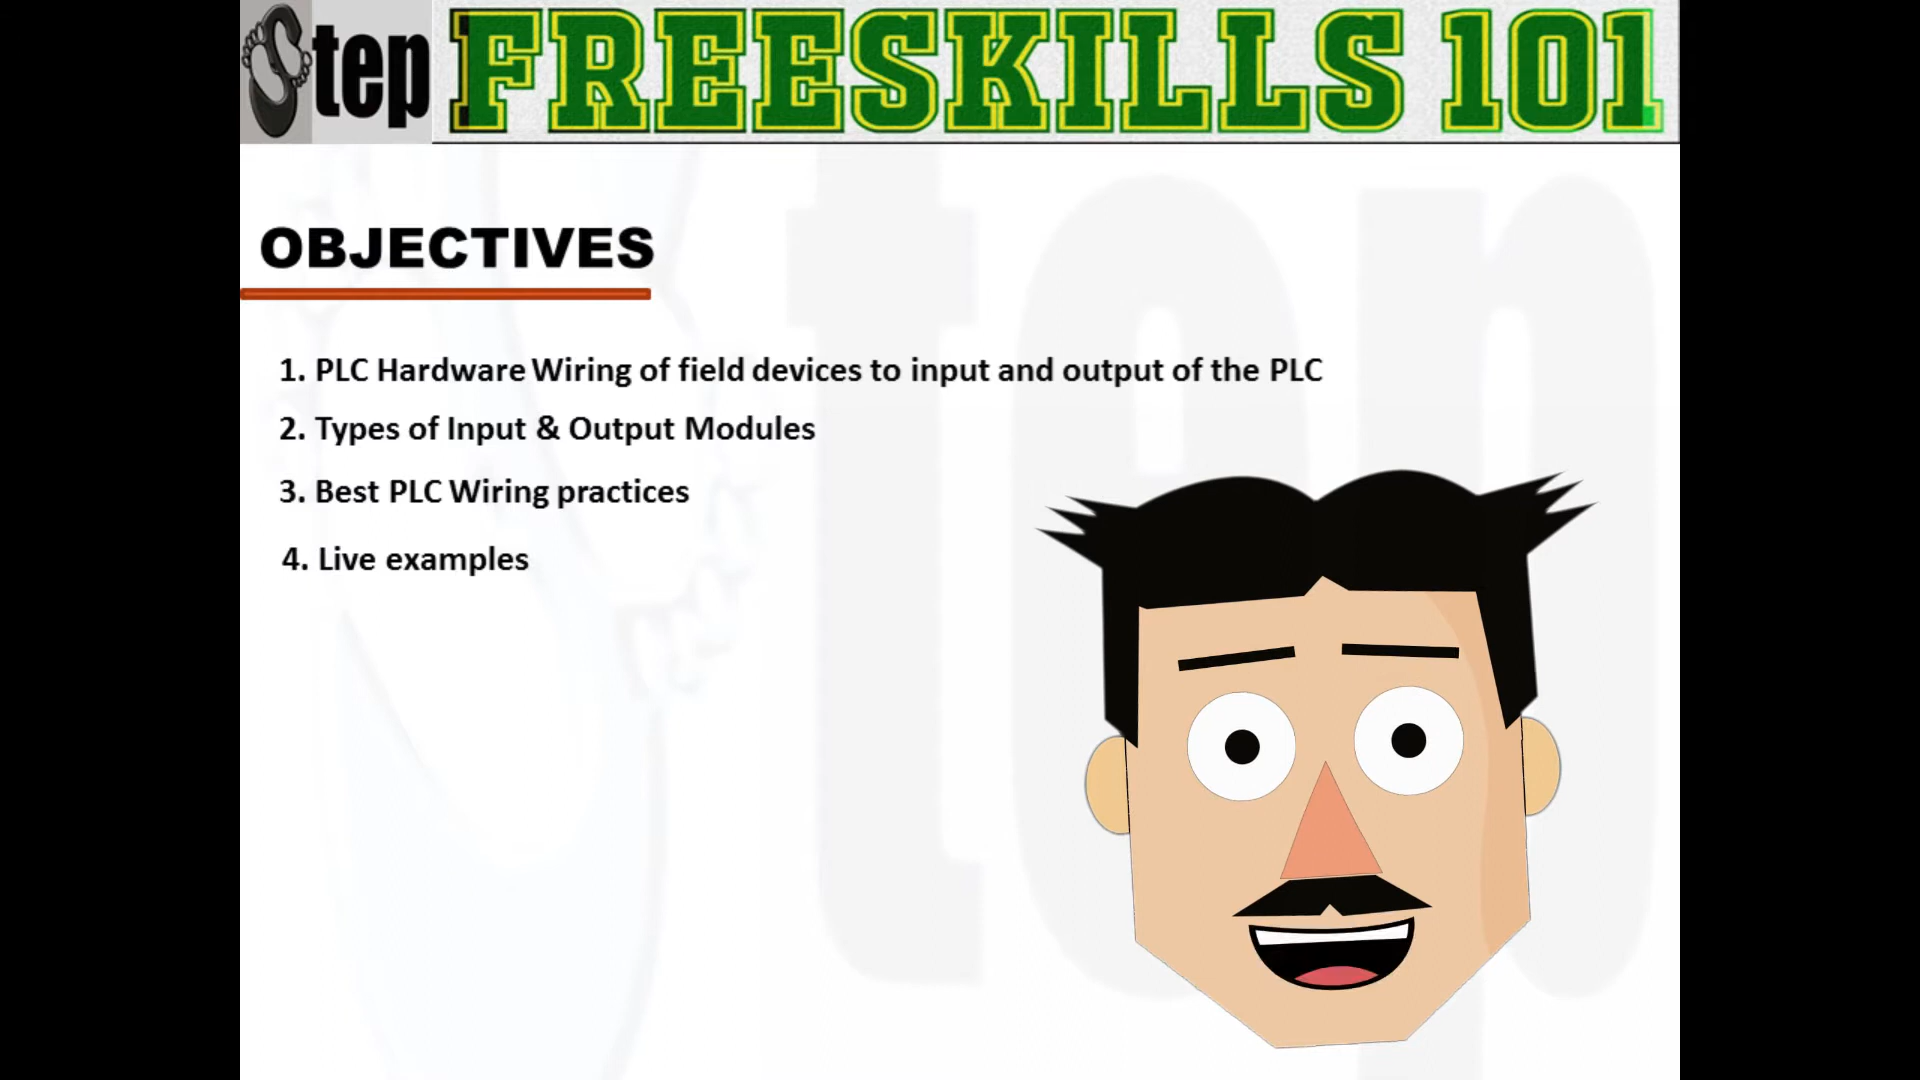 Step FREESKILLS 101
OBJECTIVES
1. PLC Hardware Wiring of field devices to input and output of the PLC
2. Types of Input & Output Modules
3. Best PLC Wiring practices
4. Live examples
Step